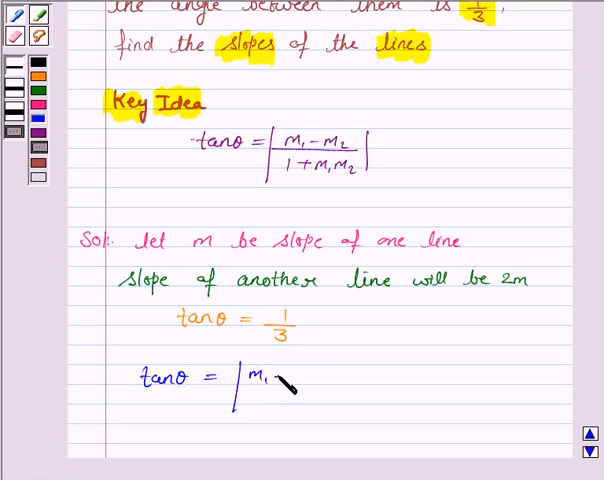 the angle between them is 1/3,
find the slopes of the lines
Key Idea
tanθ = | m₁ - m₂ / 1 + m₁m₂ |
Sol: let m be slope of one line
slope of another line will be 2m
tanθ = 1/3
tanθ = | m₁ -